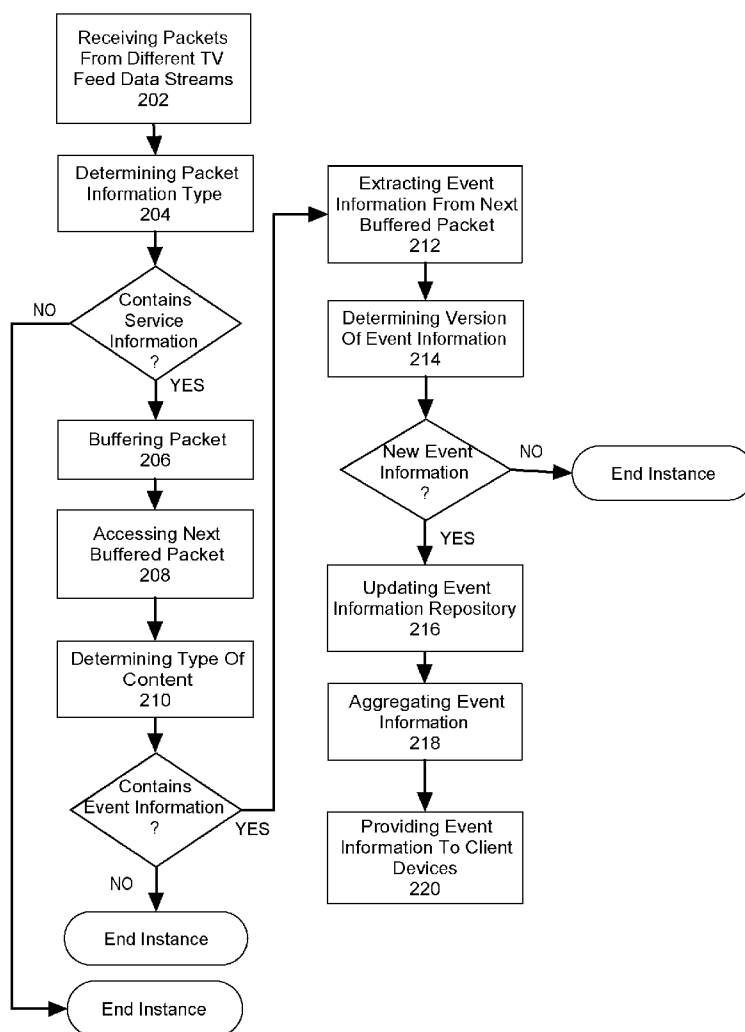 Receiving Packets
From Different TV
Feed Data Streams
202
Determining Packet
Information Type
204
NO
Contains
Service
Information
?
YES
Buffering Packet
206
Accessing Next
Buffered Packet
208
Determining Type Of
Content
210
Contains
Event Information
?
YES
NO
End Instance
End Instance
Extracting Event
Information From Next
Buffered Packet
212
Determining Version
Of Event Information
214
New Event
Information
?
NO
End Instance
YES
Updating Event
Information Repository
216
Aggregating Event
Information
218
Providing Event
Information To Client
Devices
220